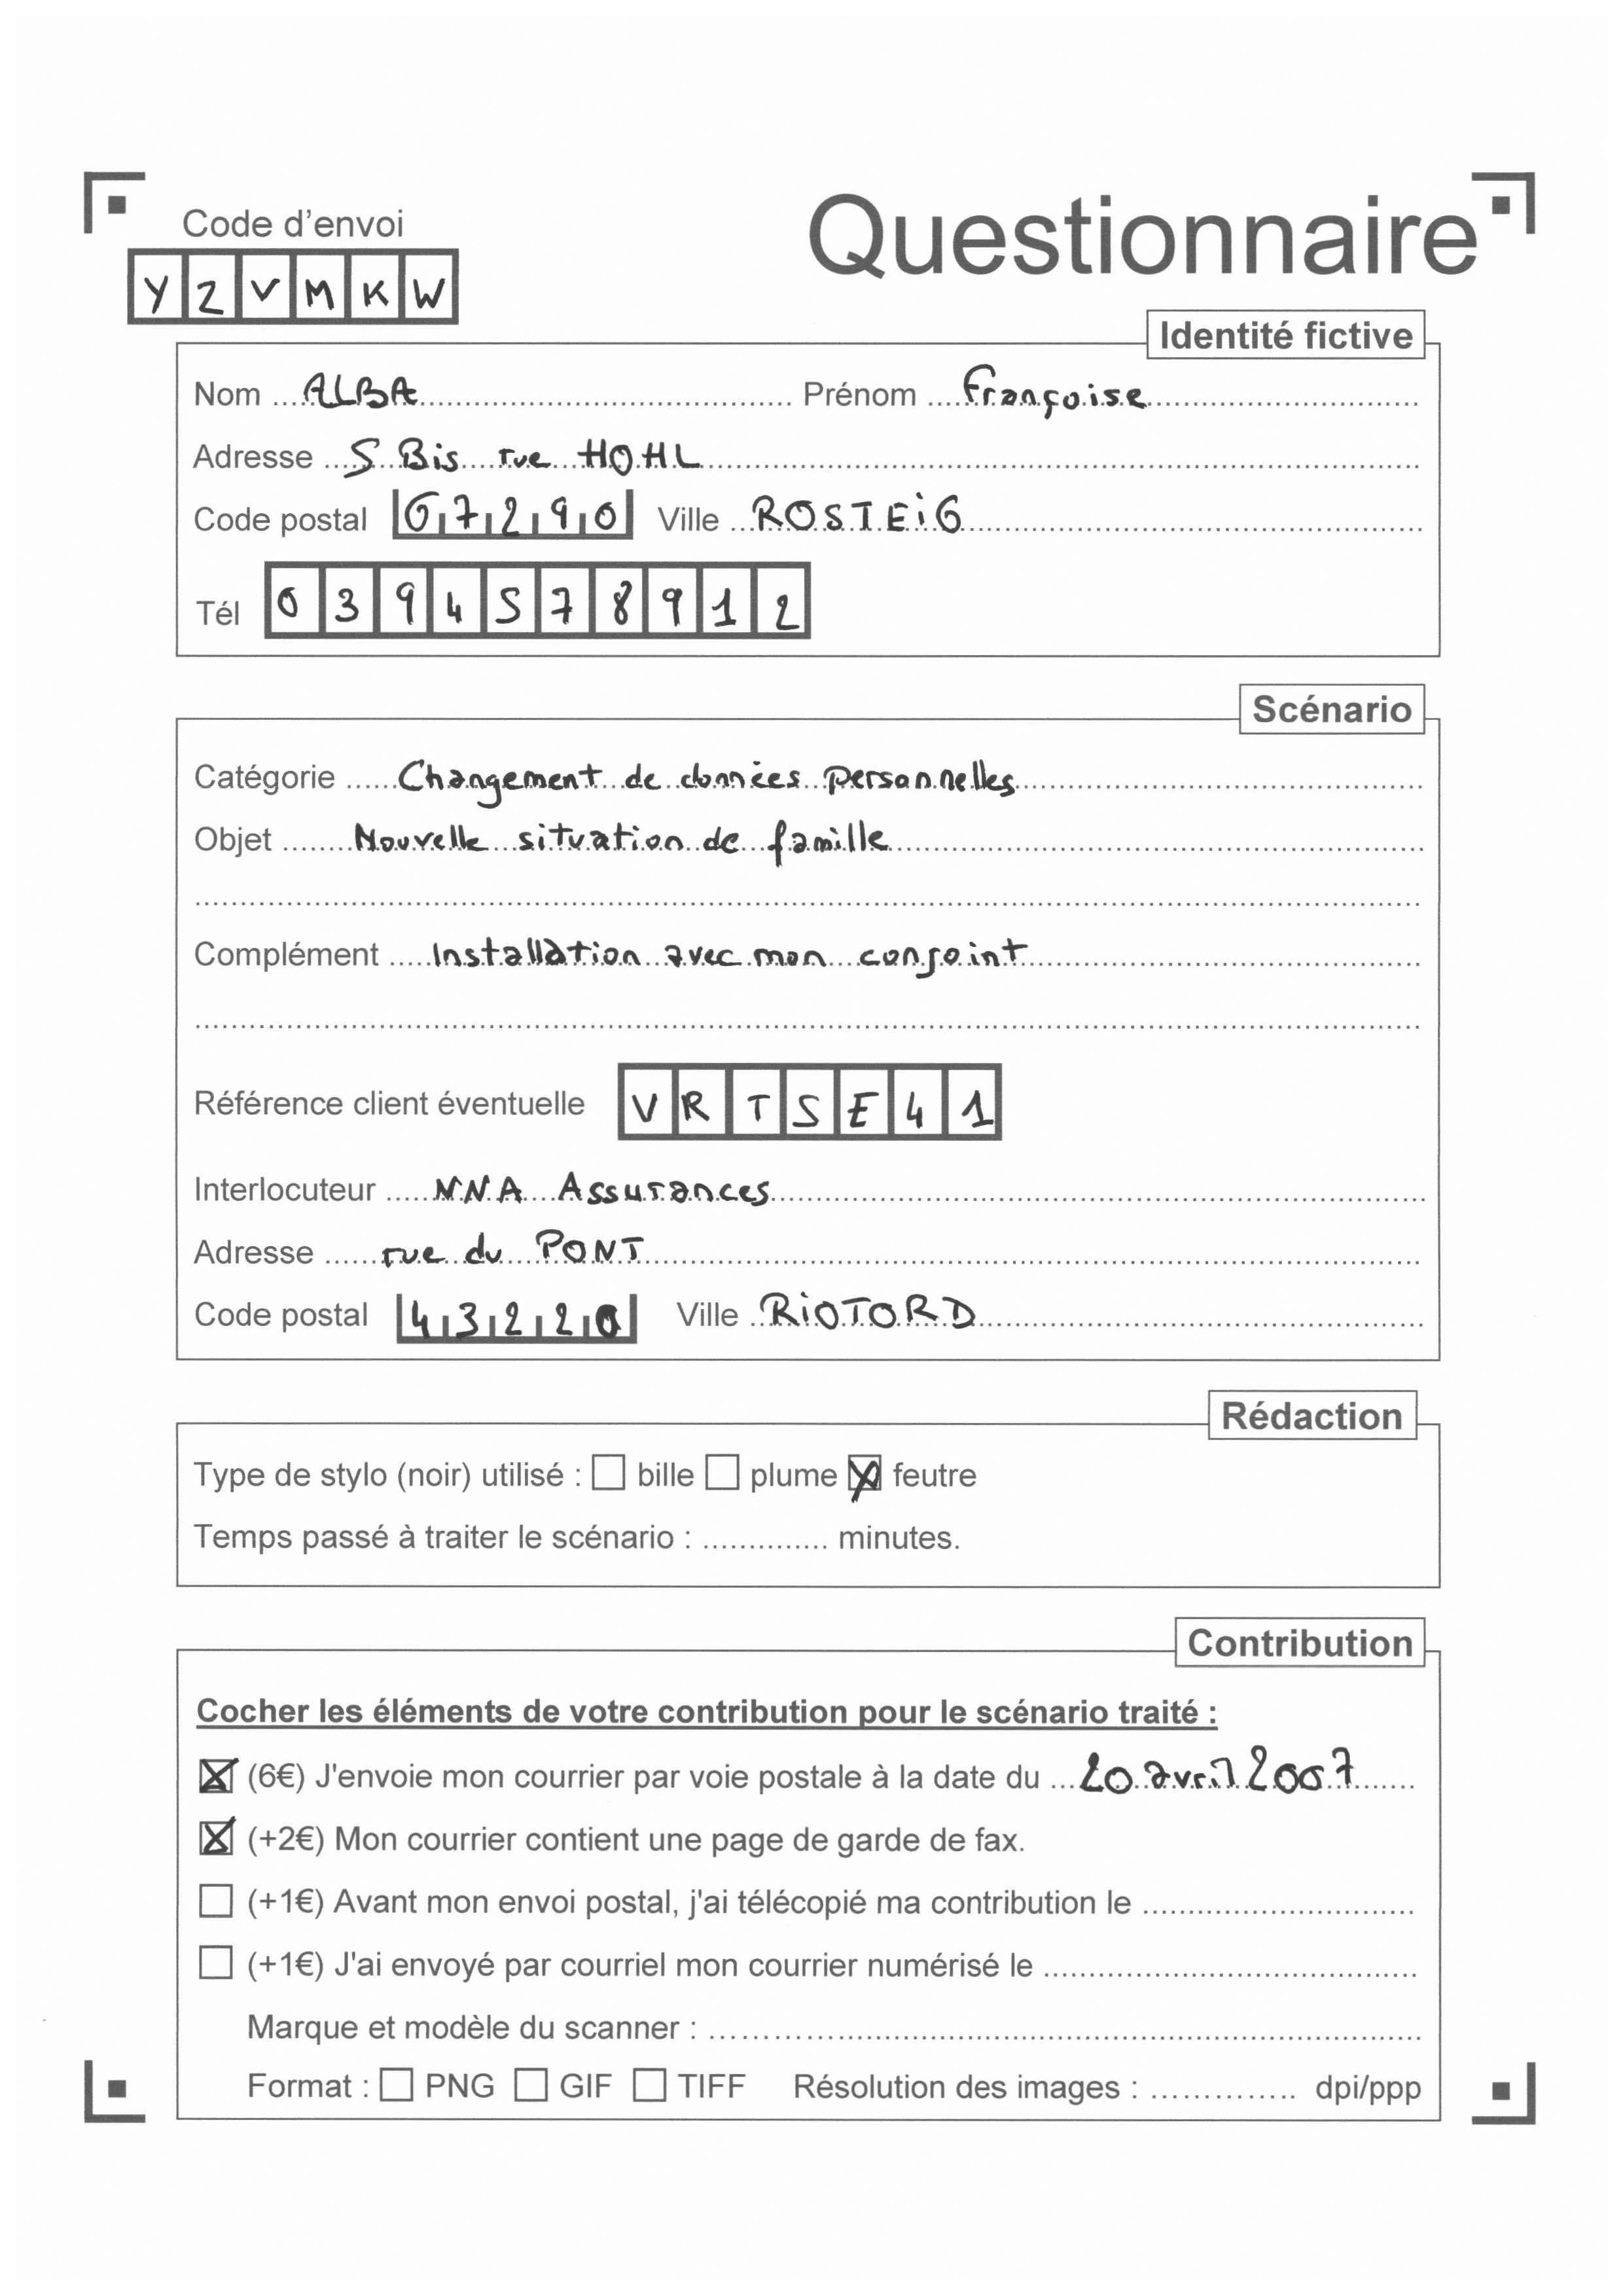 Code d'envoi
Questionnaire
Y Z V M K W
Identité fictive
Nom ALBA Prénom Françoise
Adresse 5 Bis rue HOHL
Code postal 67290 Ville ROSTEiG
Tél 0394578912
Scénario
Catégorie Changement de données personnelles
Objet Nouvelle situation de famille
Complément Installation avec mon conjoint
Référence client éventuelle VRTSE41
Interlocuteur NNA Assurances
Adresse rue du PONT
Code postal 43220 Ville RiOTORD
Rédaction
Type de stylo (noir) utilisé : ☐ bille ☐ plume ☒ feutre
Temps passé à traiter le scénario : .............. minutes.
Contribution
Cocher les éléments de votre contribution pour le scénario traité :
☒ (6€) J'envoie mon courrier par voie postale à la date du 20 avril 2007
☒ (+2€) Mon courrier contient une page de garde de fax.
☐ (+1€) Avant mon envoi postal, j'ai télécopié ma contribution le
☐ (+1€) J'ai envoyé par courriel mon courrier numérisé le
Marque et modèle du scanner :
Format : ☐ PNG ☐ GIF ☐ TIFF Résolution des images : .............. dpi/ppp